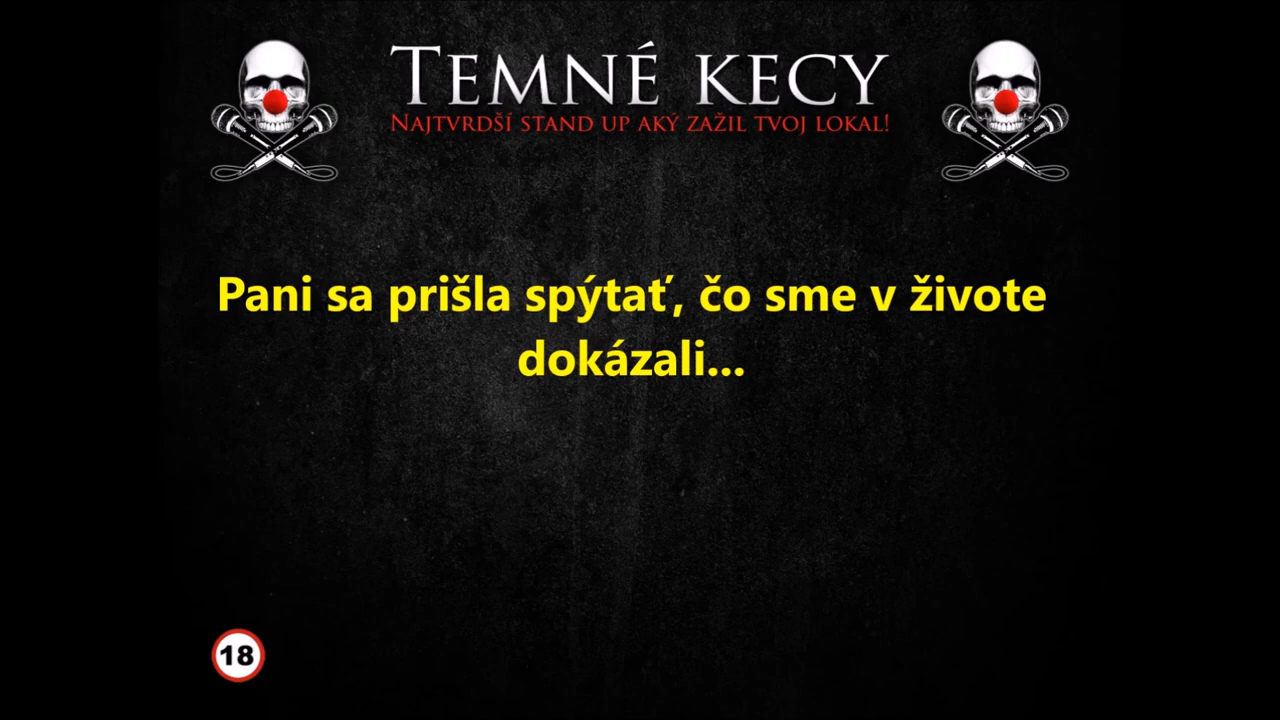 TEMNÉ KECY
NAJTVRDŠÍ STAND UP AKÝ ZAŽIL TVOJ LOKAL!
Pani sa prišla spýtať, čo sme v živote
dokázali...
18